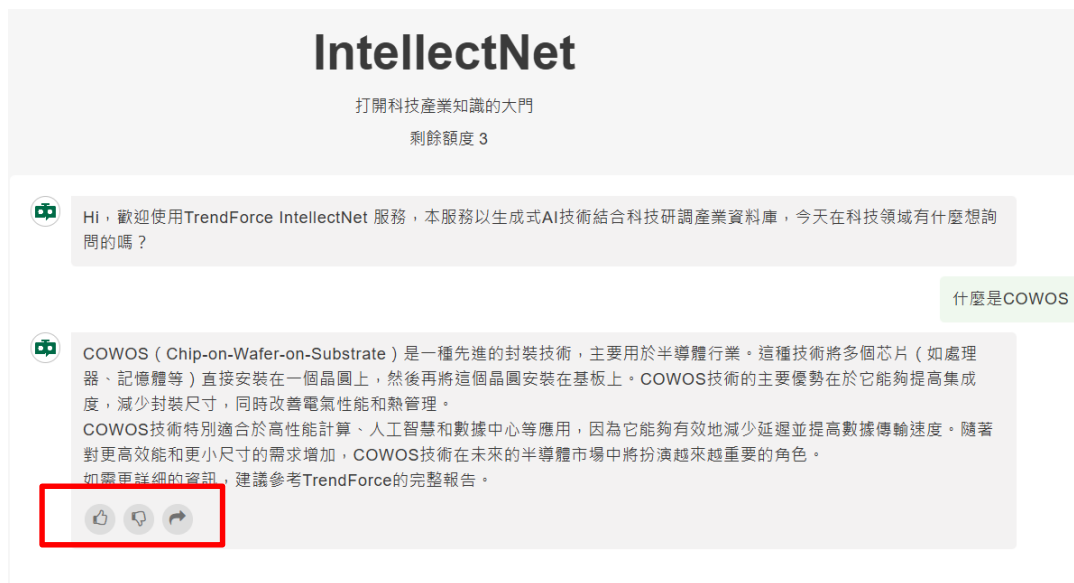 IntellectNet
打開科技產業知識的大門
剩餘額度 3
Hi，歡迎使用TrendForce IntellectNet 服務，本服務以生成式AI技術結合科技研調產業資料庫，今天在科技領域有什麼想詢
問的嗎？
什麼是COWOS
COWOS（Chip-on-Wafer-on-Substrate）是一種先進的封裝技術，主要用於半導體行業。這種技術將多個芯片（如處理
器、記憶體等）直接安裝在一個晶圓上，然後再將這個晶圓安裝在基板上。COWOS技術的主要優勢在於它能夠提高集成
度，減少封裝尺寸，同時改善電氣性能和熱管理。
COWOS技術特別適合於高性能計算、人工智慧和數據中心等應用，因為它能夠有效地減少延遲並提高數據傳輸速度。隨著
對更高效能和更小尺寸的需求增加，COWOS技術在未來的半導體市場中將扮演越來越重要的角色。
如需更詳細的資訊，建議參考TrendForce的完整報告。